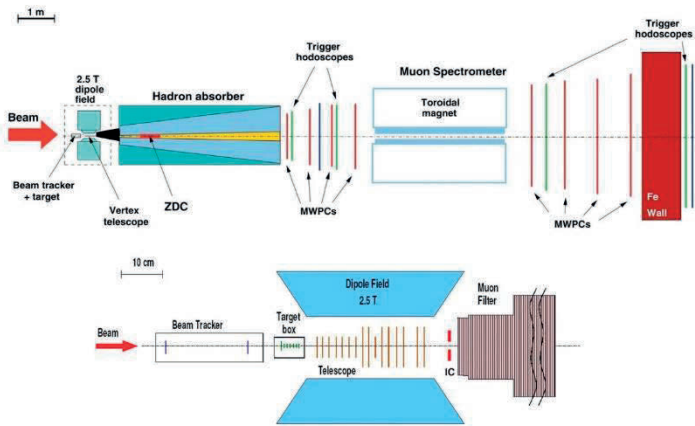 1 m
Trigger
hodoscopes
2.5 T
dipole
field
Hadron absorber
Trigger
hodoscopes
Muon Spectrometer
Toroidal
magnet
Beam
Beam tracker
+ target
Vertex
telescope
ZDC
MWPCs
MWPCs
Fe
Wall
10 cm
Dipole Field
2.5 T.
Muon
Filter
Target
box
Beam Tracker
Beam
Telescope
IC